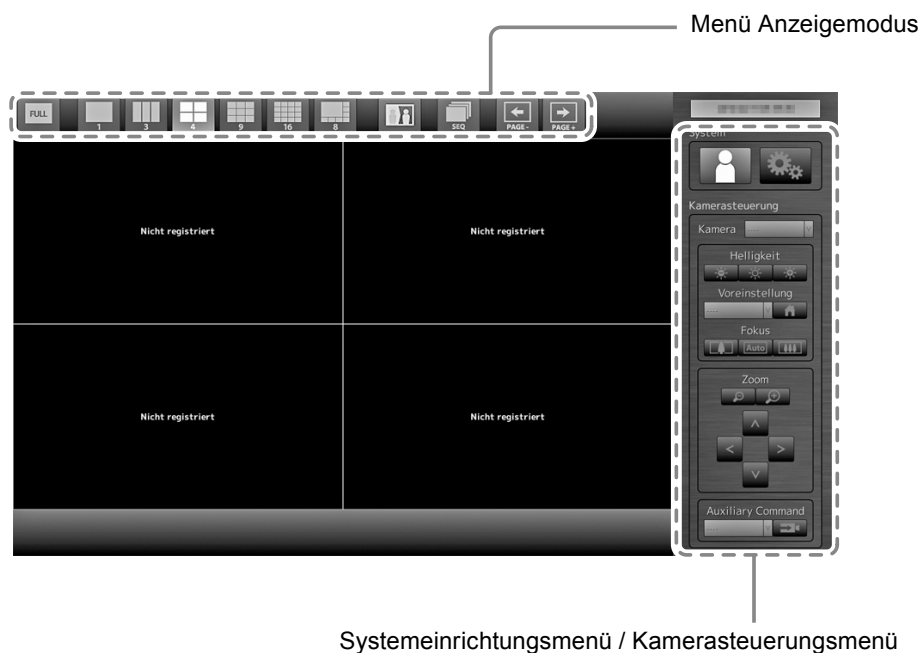 Menü Anzeigemodus
FULL 1 3 4 9 16 8 SEQ PAGE- PAGE+
System
Kamerasteuerung
Kamera
Nicht registriert Nicht registriert
Helligkeit
Voreinstellung
Fokus
Auto
Zoom
Nicht registriert Nicht registriert
Auxiliary Command
Systemeinrichtungsmenü / Kamerasteuerungsmenü